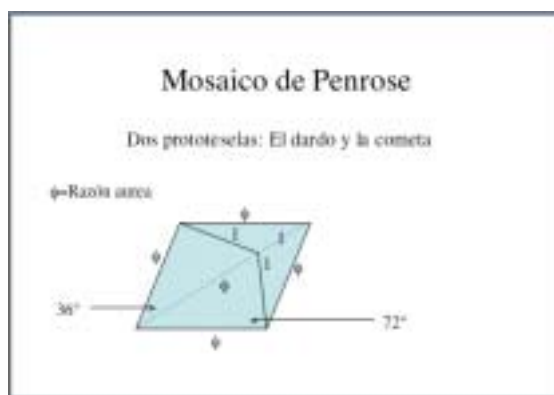 Mosaico de Penrose
Dos prototeselas: El dardo y la cometa
φ=Razón aurea
φ
1
1
φ
1
φ
φ
36°
72°
φ